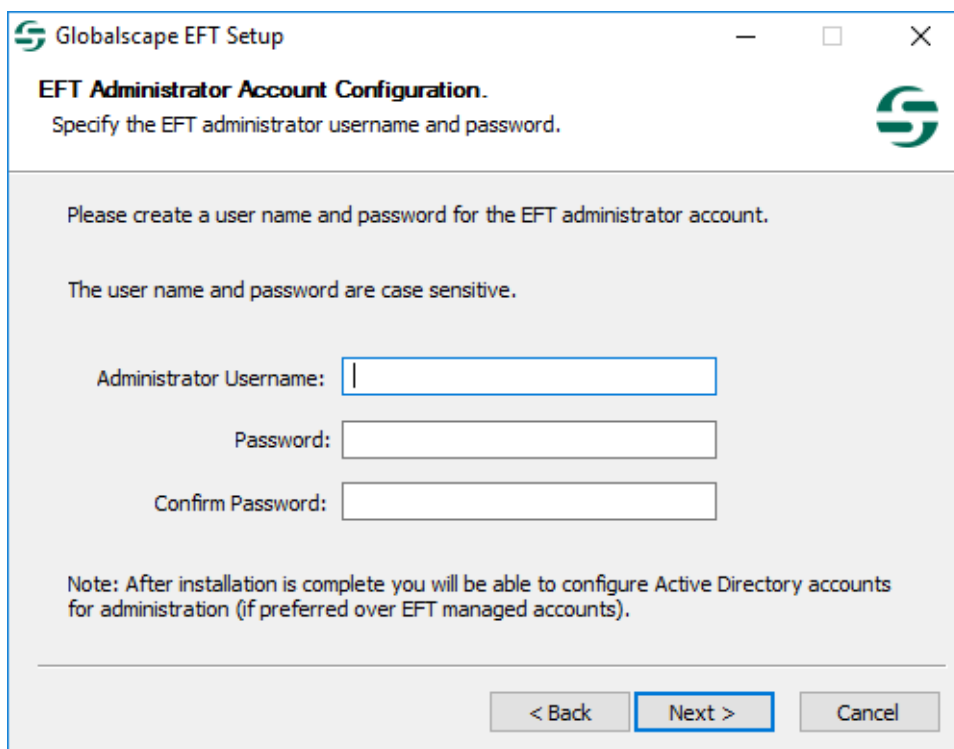 Globalscape EFT Setup
EFT Administrator Account Configuration.
Specify the EFT administrator username and password.
Please create a user name and password for the EFT administrator account.
The user name and password are case sensitive.
Administrator Username:
Password:
Confirm Password:
Note: After installation is complete you will be able to configure Active Directory accounts
for administration (if preferred over EFT managed accounts).
< Back
Next >
Cancel